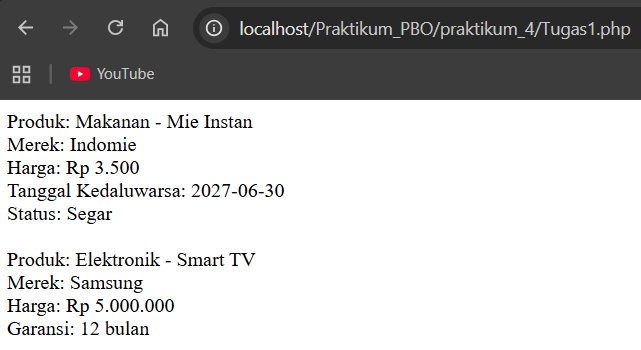 localhost/Praktikum_PBO/praktikum_4/Tugas1.php
YouTube
Produk: Makanan - Mie Instan
Merek: Indomie
Harga: Rp 3.500
Tanggal Kedaluwarsa: 2027-06-30
Status: Segar
Produk: Elektronik - Smart TV
Merek: Samsung
Harga: Rp 5.000.000
Garansi: 12 bulan